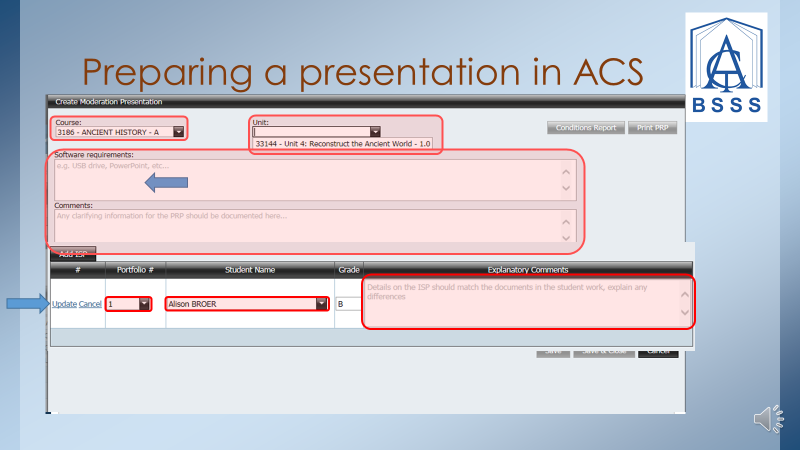 Preparing a presentation in ACS
BSSS
Create Moderation Presentation
Course:
Unit:
3186 - ANCIENT HISTORY - A
33144 - Unit 4: Reconstruct the Ancient World - 1.0
Conditions Report
Print PRP
Software requirements:
e.g. USB drive, PowerPoint, etc...
Comments:
Any clarifying information for the PRP should be documented here...
Add ISP
# Portfolio # Student Name Grade Explanatory Comments
Update Cancel 1 Alison BROER B
Details on the ISP should match the documents in the student work, explain any
differences
Save Save & Close Cancel